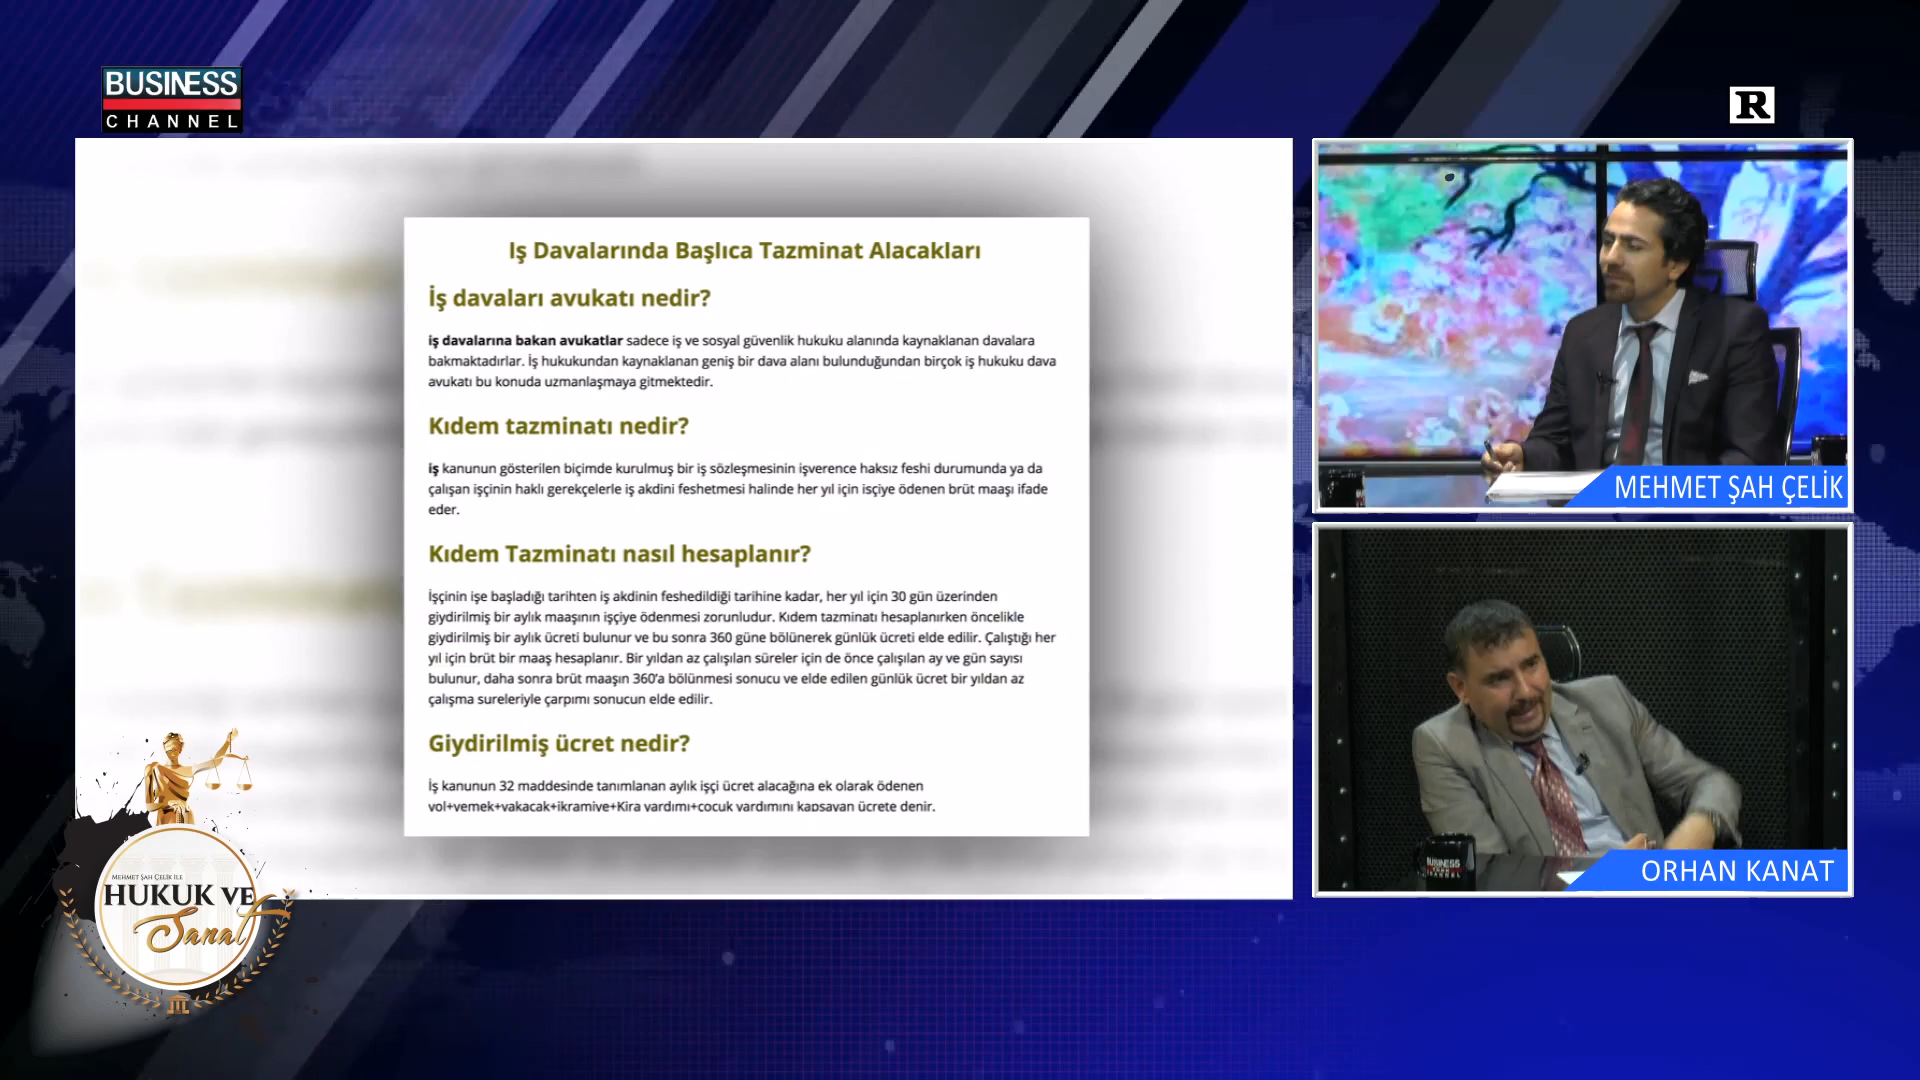 BUSINESS
CHANNEL
R
Iş Davalarında Başlıca Tazminat Alacakları
İş davaları avukatı nedir?
iş davalarına bakan avukatlar sadece iş ve sosyal güvenlik hukuku alanında kaynaklanan davalara
bakmaktadırlar. İş hukukundan kaynaklanan geniş bir dava alanı bulunduğundan birçok iş hukuku dava
avukatı bu konuda uzmanlaşmaya gitmektedir.
Kıdem tazminatı nedir?
iş kanunun gösterilen biçimde kurulmuş bir iş sözleşmesinin işverence haksız feshi durumunda ya da
çalışan işçinin haklı gerekçelerle iş akdini feshetmesi halinde her yıl için isçiye ödenen brüt maaşı ifade
eder.
Kıdem Tazminatı nasıl hesaplanır?
İşçinin işe başladığı tarihten iş akdinin feshedildiği tarihine kadar, her yıl için 30 gün üzerinden
giydirilmiş bir aylık maaşının işçiye ödenmesi zorunludur. Kıdem tazminatı hesaplanırken öncelikle
giydirilmiş bir aylık ücreti bulunur ve bu sonra 360 güne bölünerek günlük ücreti elde edilir. Çalıştığı her
yıl için brüt bir maaş hesaplanır. Bir yıldan az çalışılan süreler için de önce çalışılan ay ve gün sayısı
bulunur, daha sonra brüt maaşın 360'a bölünmesi sonucu ve elde edilen günlük ücret bir yıldan az
çalışma sureleriyle çarpımı sonucun elde edilir.
Giydirilmiş ücret nedir?
İş kanunun 32 maddesinde tanımlanan aylık işçi ücret alacağına ek olarak ödenen
yol+yemek+yakacak+ikramiye+Kira yardımı+çocuk yardımını kapsayan ücrete denir.
MEHMET ŞAH ÇELİK
BUSINESS
CHANNEL
ORHAN KANAT
MEHMET ŞAH ÇELİK İLE
HUKUK VE
Sanat